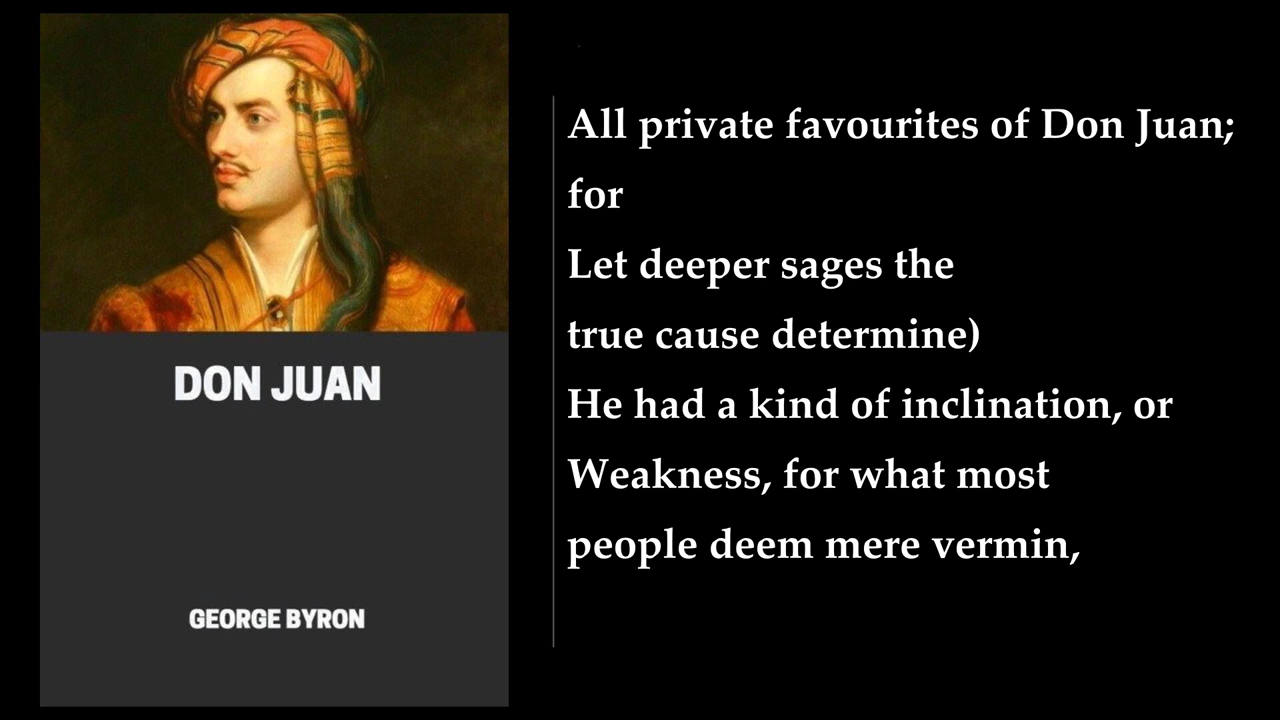 DON JUAN
GEORGE BYRON
All private favourites of Don Juan;
for
Let deeper sages the
true cause determine)
He had a kind of inclination, or
Weakness, for what most
people deem mere vermin,